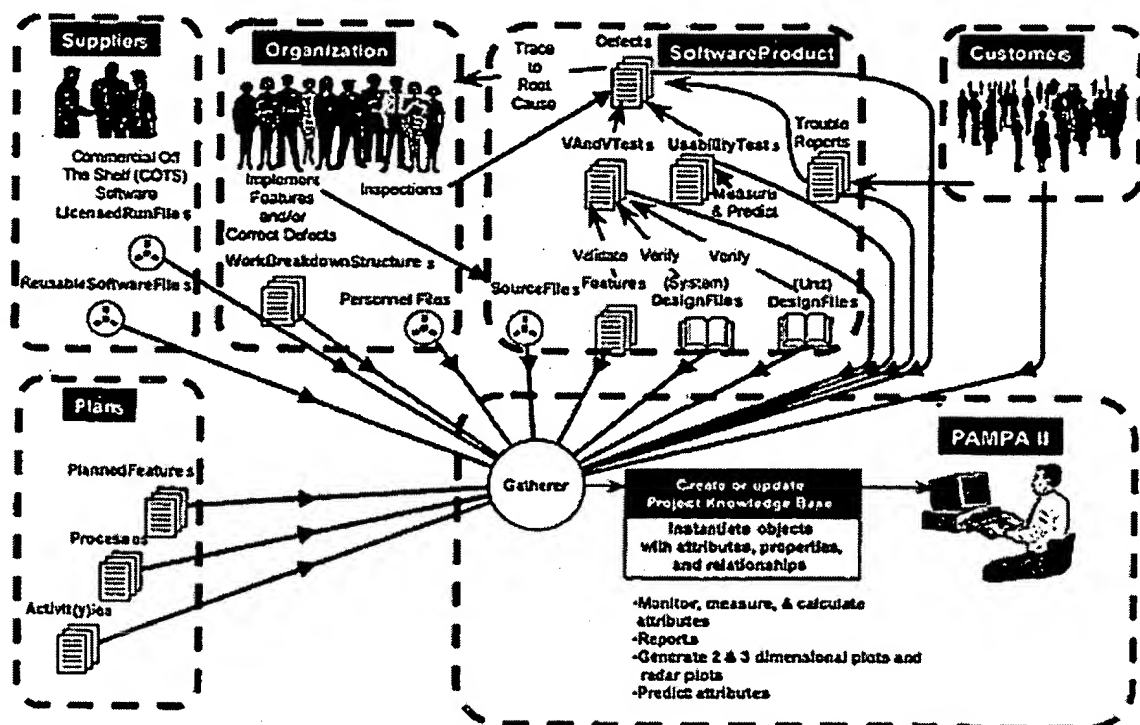 Suppliers
Commercial Off
The Shelf (COTS)
Software
LicensedRunFiles
ReusableSoftwareFiles
Organization
Implement
Features
and/or
Correct Defects
Inspections
WorkBreakdownStructures
Personnel Files
SoftwareProduct
Trace
to
Root
Cause
Defects
VAndVTests
UsabilityTests
Trouble
Reports
Measure
& Predict
Validate
Verify
Verify
SourceFiles
Features
(System)
DesignFiles
(Unit)
DesignFiles
Customers
Plans
PlannedFeatures
Processes
Activit(y)ies
Gatherer
Create or update
Project Knowledge Base
Instantiate objects
with attributes, properties,
and relationships
PAMPA II
•Monitor, measure, & calculate
attributes
•Reports
•Generate 2 & 3 dimensional plots and
radar plots
•Predict attributes